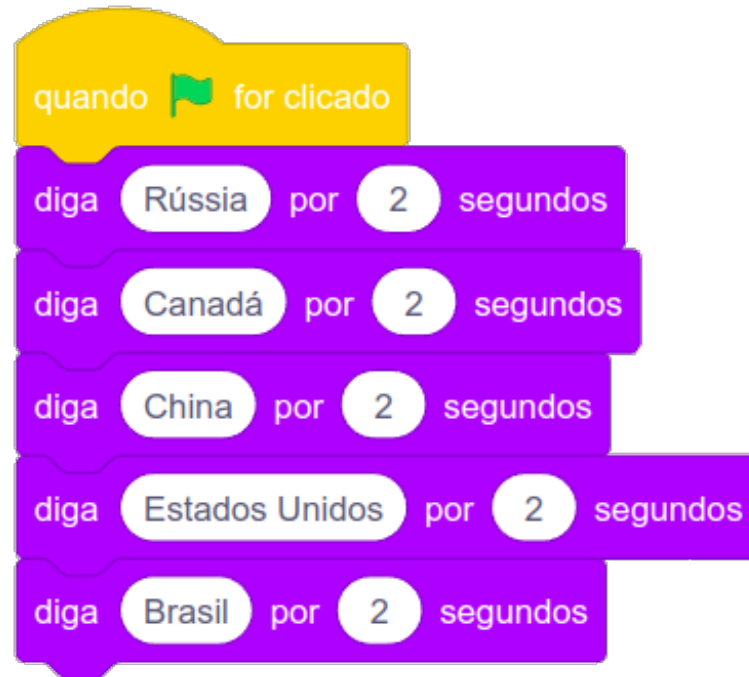 quando for clicado
diga Rússia por 2 segundos
diga Canadá por 2 segundos
diga China por 2 segundos
diga Estados Unidos por 2 segundos
diga Brasil por 2 segundos